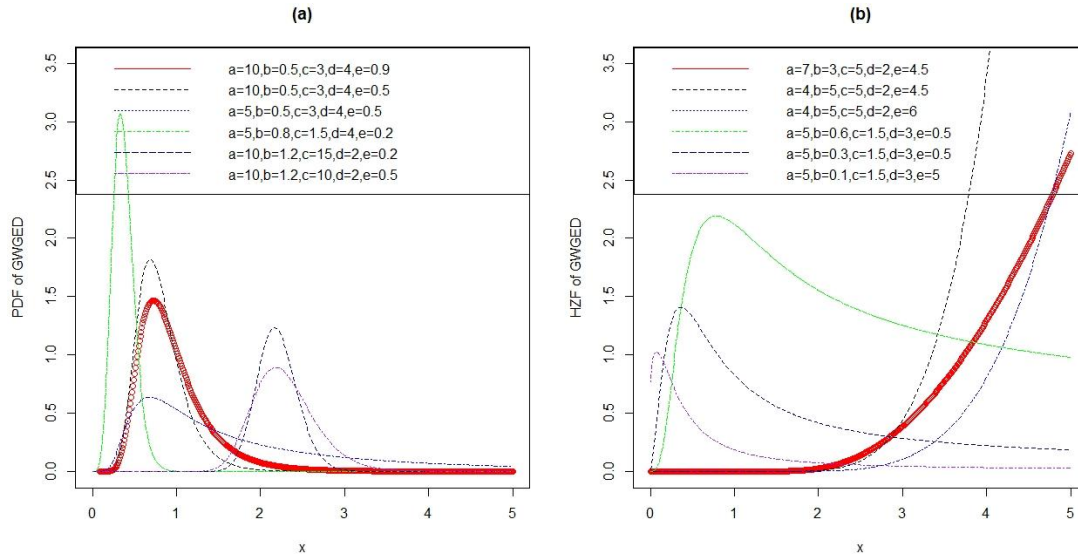 (a)
PDF of GWGED
3.5
3.0
2.5
2.0
1.5
1.0
0.5
0.0
a=10,b=0.5,c=3,d=4,e=0.9
a=10,b=0.5,c=3,d=4,e=0.5
a=5,b=0.5,c=3,d=4,e=0.5
a=5,b=0.8,c=1.5,d=4,e=0.2
a=10,b=1.2,c=15,d=2,e=0.2
a=10,b=1.2,c=10,d=2,e=0.5
0 1 2 3 4 5
x
(b)
HZF of GWGED
3.5
3.0
2.5
2.0
1.5
1.0
0.5
0.0
a=7,b=3,c=5,d=2,e=4.5
a=4,b=5,c=5,d=2,e=4.5
a=4,b=5,c=5,d=2,e=6
a=5,b=0.6,c=1.5,d=3,e=0.5
a=5,b=0.3,c=1.5,d=3,e=0.5
a=5,b=0.1,c=1.5,d=3,e=5
0 1 2 3 4 5
x